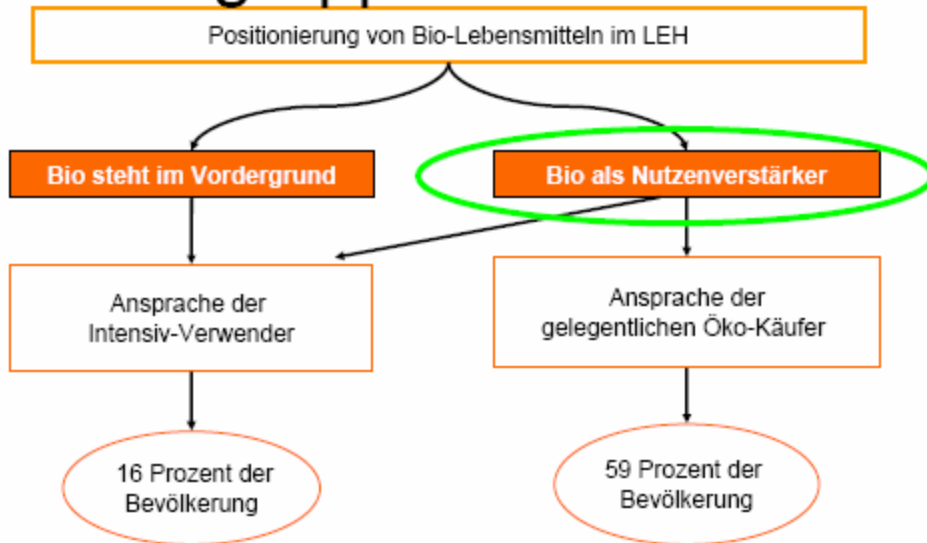 Positionierung von Bio-Lebensmitteln im LEH
Bio steht im Vordergrund
Bio als Nutzenverstärker
Ansprache der
Intensiv-Verwender
Ansprache der
gelegentlichen Öko-Käufer
16 Prozent der
Bevölkerung
59 Prozent der
Bevölkerung